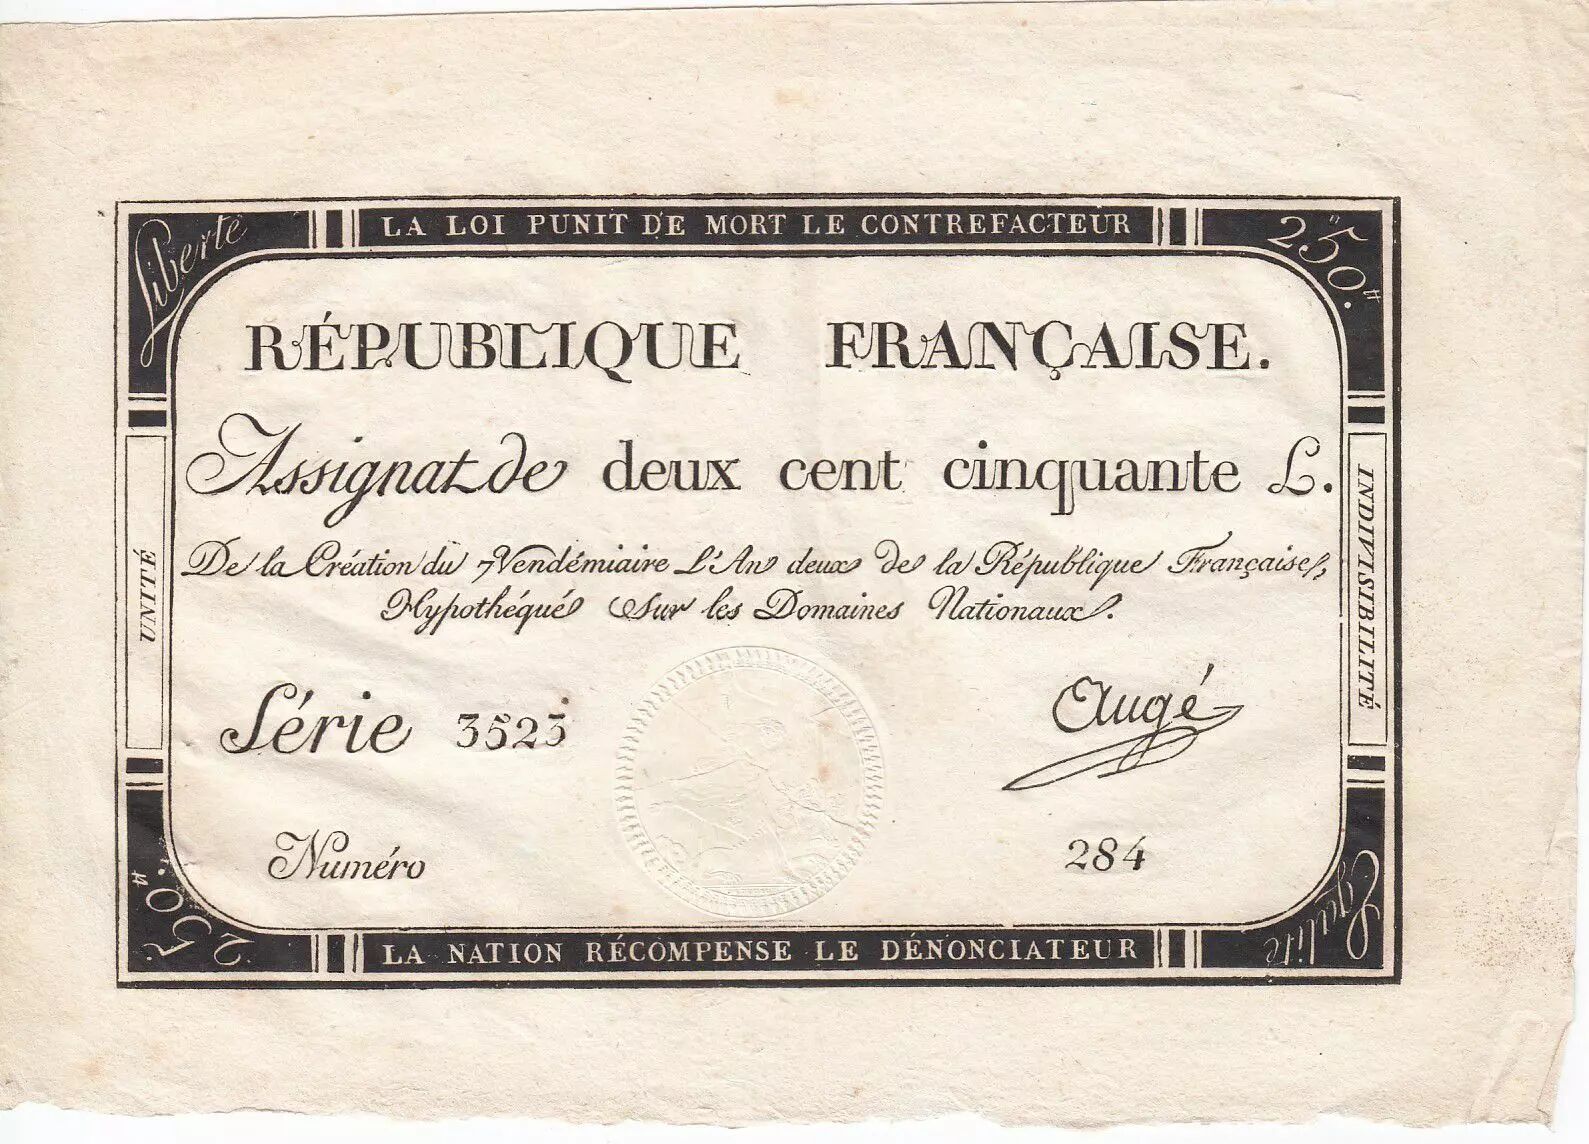 Liberté
LA LOI PUNIT DE MORT LE CONTREFACTEUR
250.
RÉPUBLIQUE FRANÇAISE.
Assignat de deux cent cinquante L.
De la Création du 7 Vendémiaire L'An deux de la République Française,
Hypothéqué Sur les Domaines Nationaux.
UNITÉ
INDIVISIBILITÉ
Série 3523
Augé
Numéro
284
250.
LA NATION RÉCOMPENSE LE DÉNONCIATEUR
Egalité